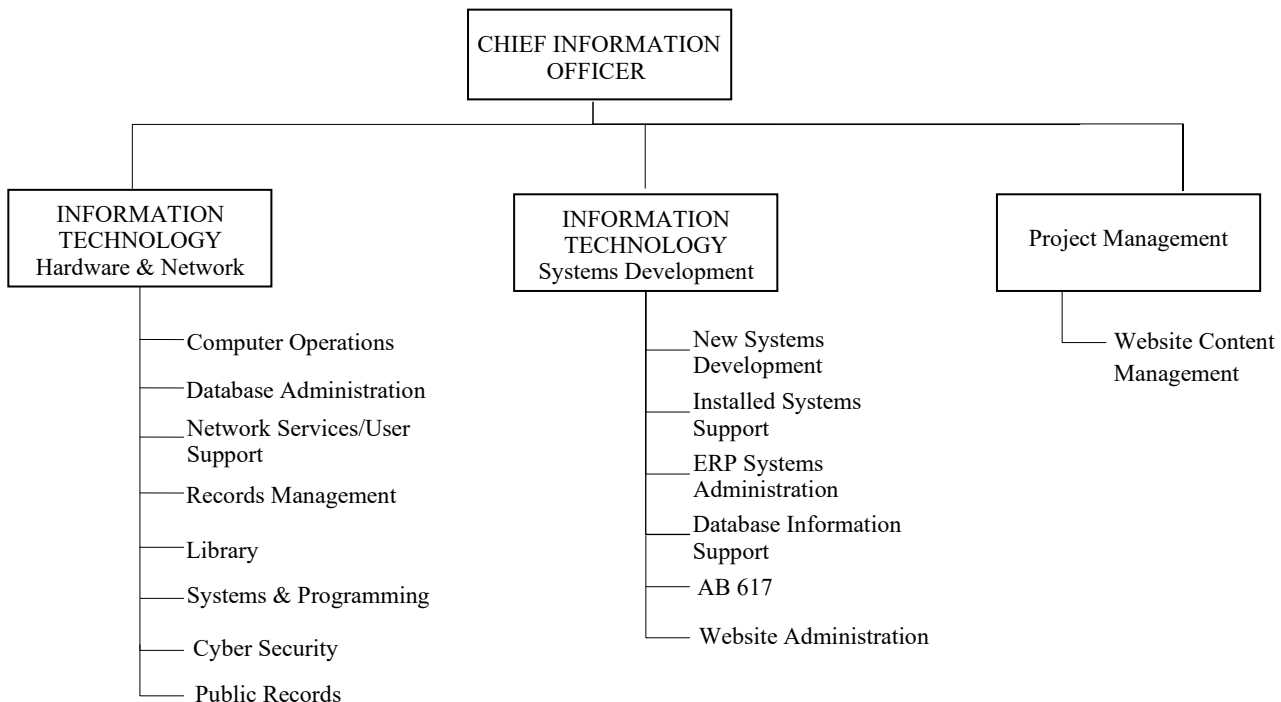 CHIEF INFORMATION
OFFICER
INFORMATION
TECHNOLOGY
Hardware & Network
Computer Operations
Database Administration
Network Services/User
Support
Records Management
Library
Systems & Programming
Cyber Security
Public Records
INFORMATION
TECHNOLOGY
Systems Development
New Systems
Development
Installed Systems
Support
ERP Systems
Administration
Database Information
Support
AB 617
Website Administration
Project Management
Website Content
Management